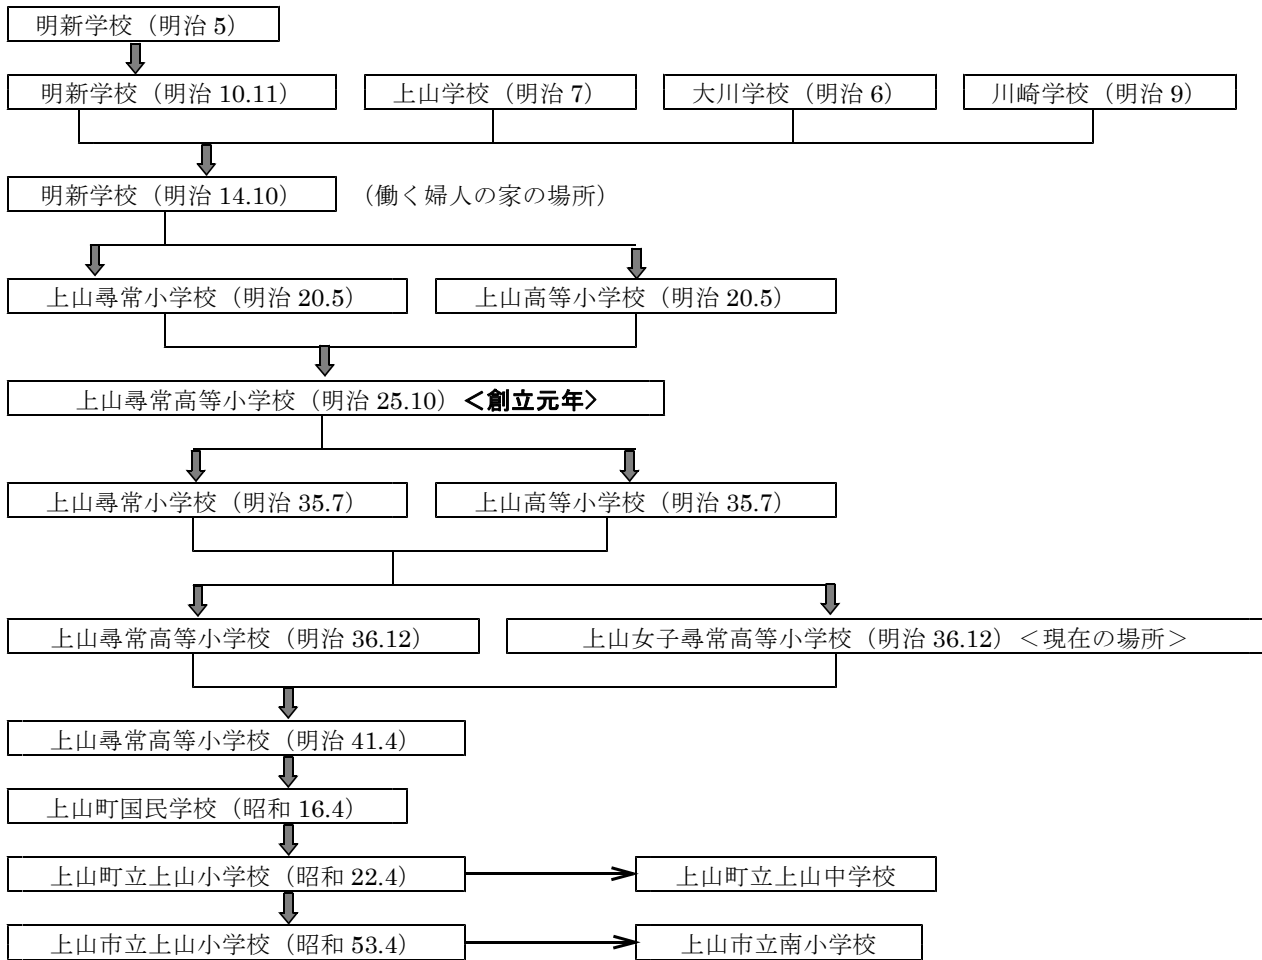 明新学校（明治 5）
明新学校（明治 10.11）
上山学校（明治 7）
大川学校（明治 6）
川崎学校（明治 9）
明新学校（明治 14.10）
（働く婦人の家の場所）
上山尋常小学校（明治 20.5）
上山高等小学校（明治 20.5）
上山尋常高等小学校（明治 25.10）＜創立元年＞
上山尋常小学校（明治 35.7）
上山高等小学校（明治 35.7）
上山尋常高等小学校（明治 36.12）
上山女子尋常高等小学校（明治 36.12）＜現在の場所＞
上山尋常高等小学校（明治 41.4）
上山町国民学校（昭和 16.4）
上山町立上山小学校（昭和 22.4）
上山町立上山中学校
上山市立上山小学校（昭和 53.4）
上山市立南小学校